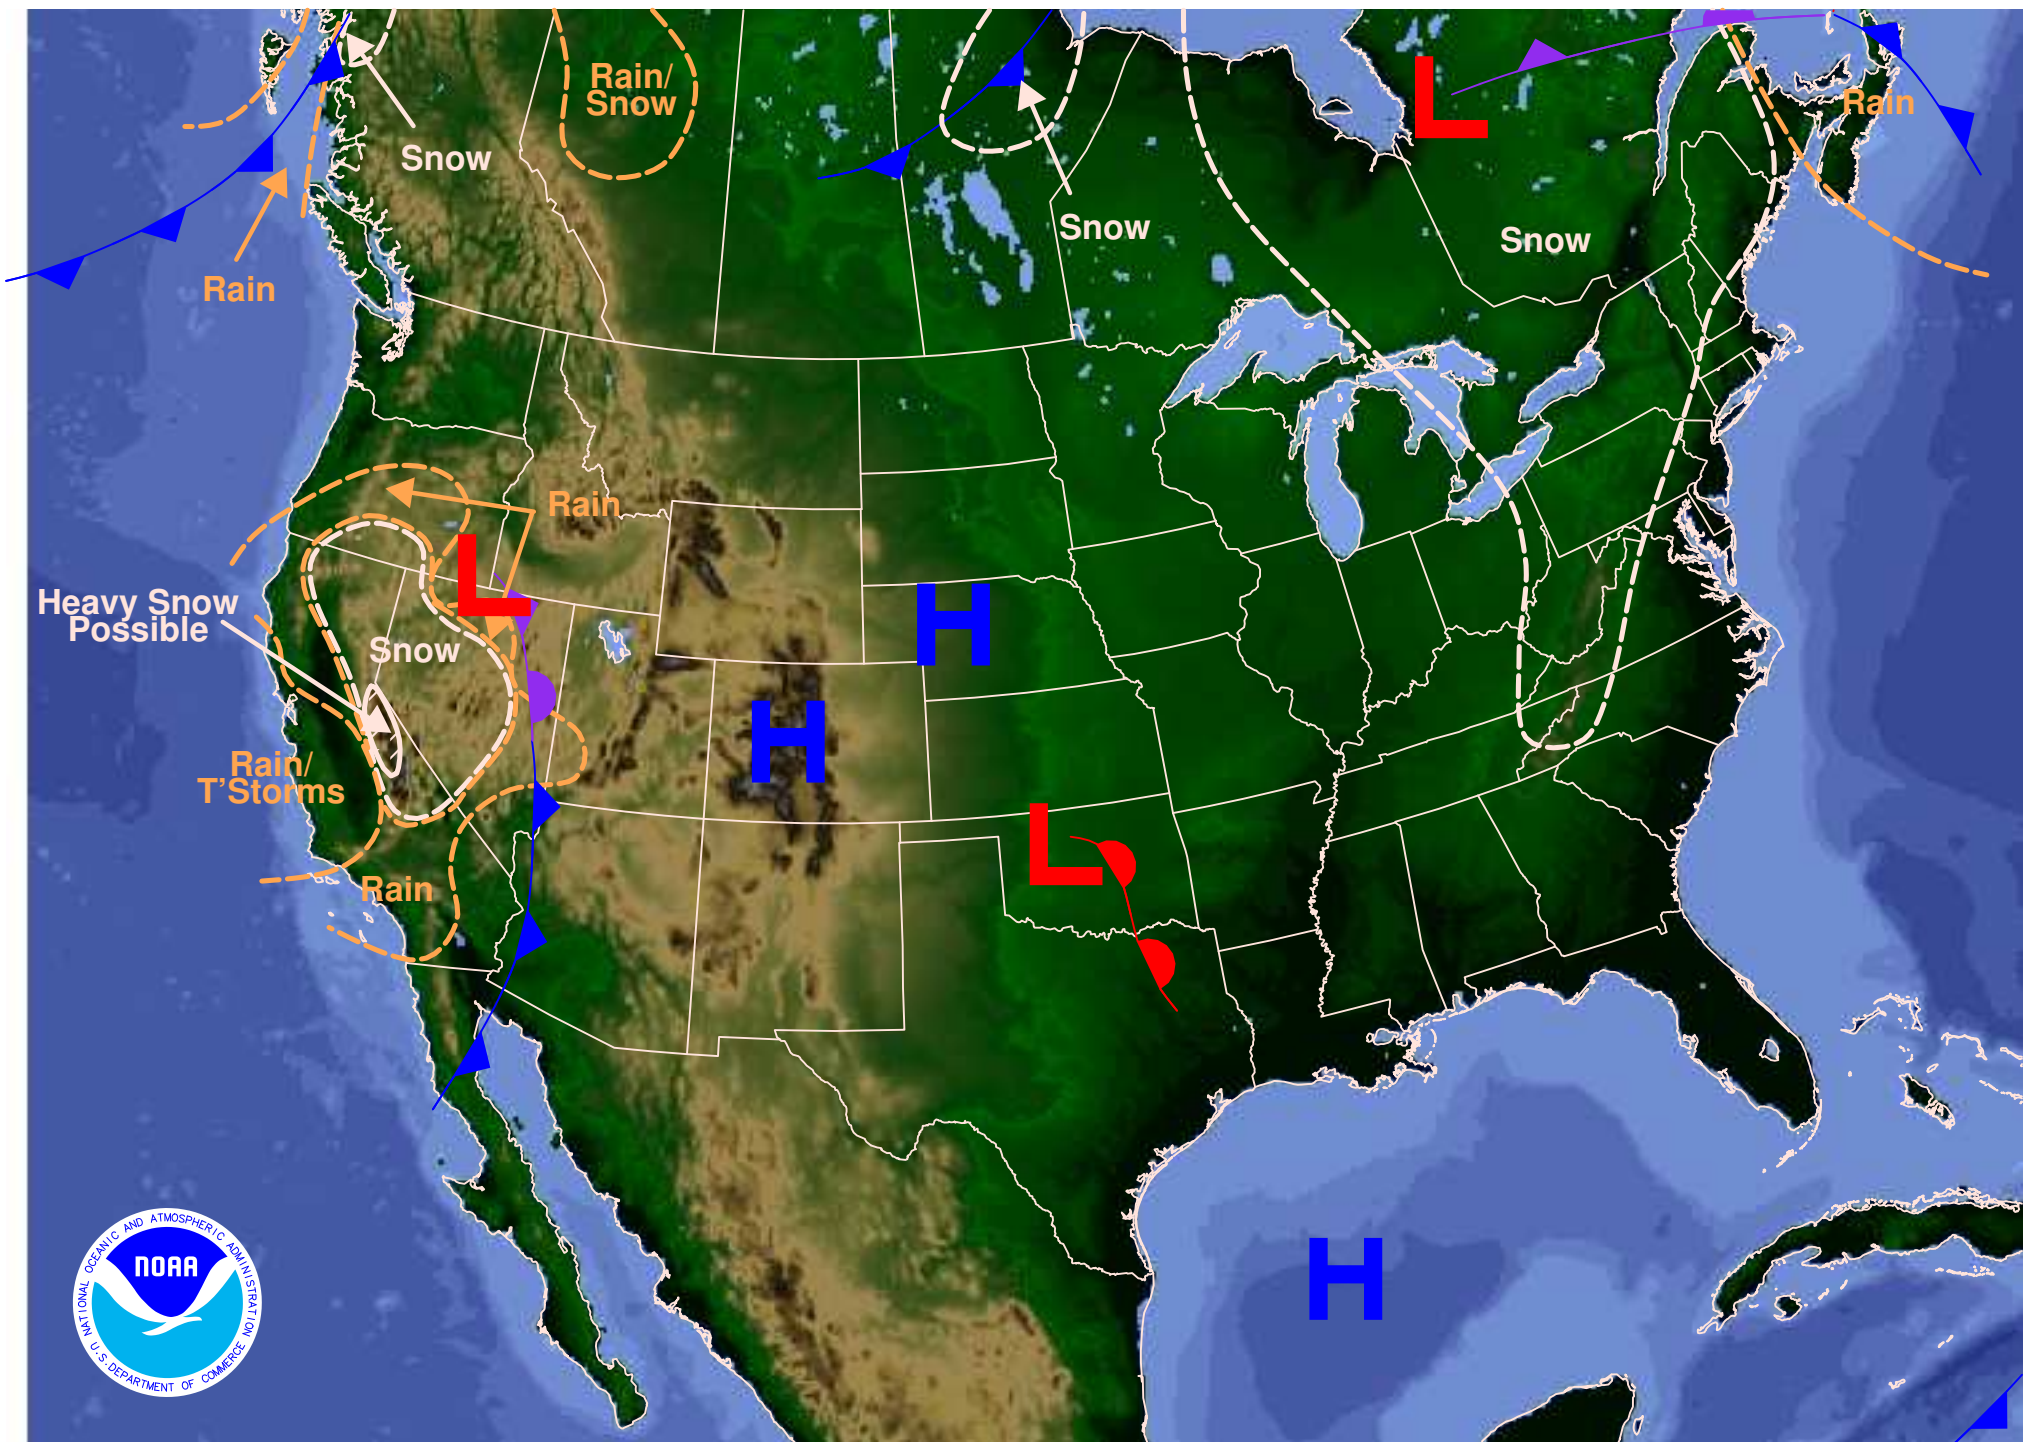 Rain/
Snow
Rain
Snow
Snow
Snow
Rain
Rain
Heavy Snow
Possible
Snow
L
L
H
H
Rain/
T'Storms
L
Rain
H
NATIONAL OCEANIC AND ATMOSPHERIC ADMINISTRATION
NOAA
U.S. DEPARTMENT OF COMMERCE